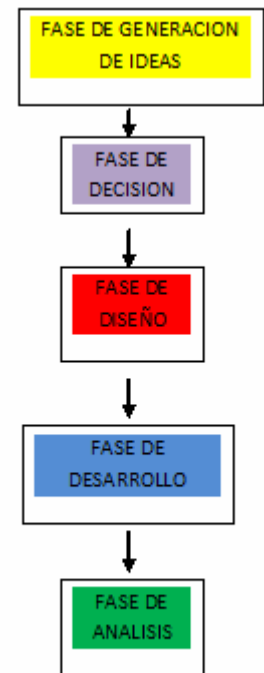 FASE DE GENERACION
DE IDEAS
FASE DE
DECISION
FASE DE
DISEÑO
FASE DE
DESARROLLO
FASE DE
ANALISIS